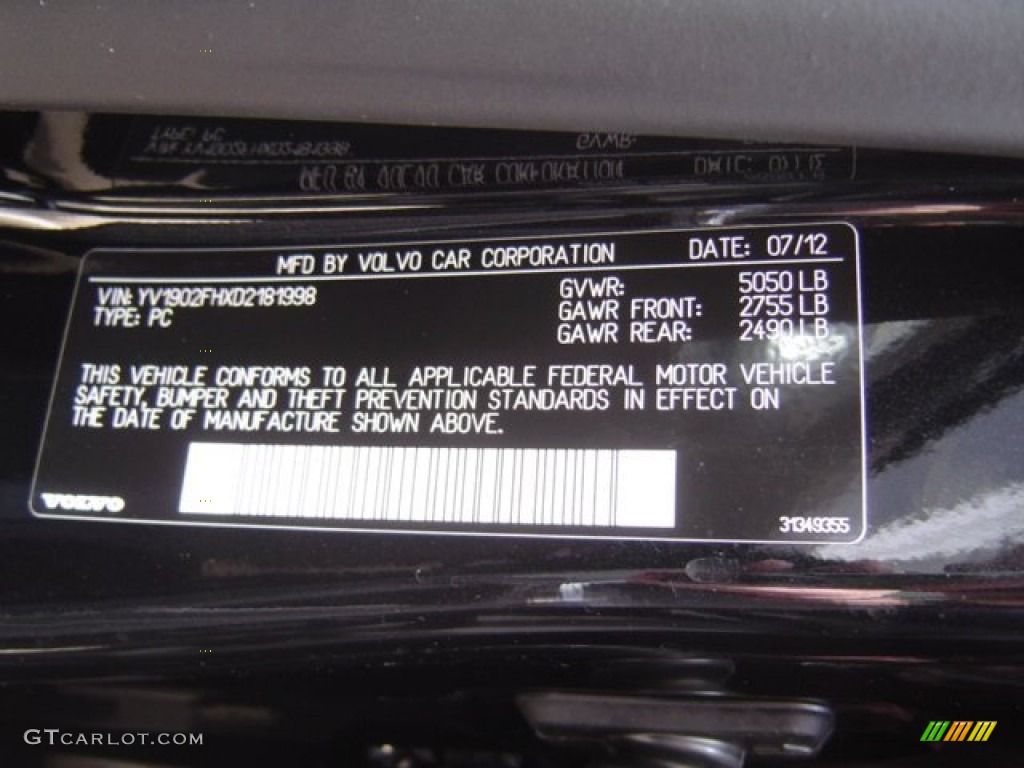 MFD BY VOLVO CAR CORPORATION DATE: 07/12
VIN: YV1902FHXD2181998 GVWR: 5050 LB
TYPE: PC GAWR FRONT: 2755 LB
GAWR REAR: 2490 LB
THIS VEHICLE CONFORMS TO ALL APPLICABLE FEDERAL MOTOR VEHICLE
SAFETY, BUMPER AND THEFT PREVENTION STANDARDS IN EFFECT ON
THE DATE OF MANUFACTURE SHOWN ABOVE.
VOLVO 31349355
GTCARLOT.COM